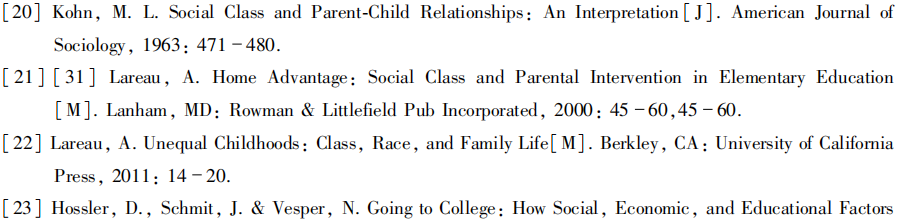 [20] Kohn, M. L. Social Class and Parent-Child Relationships: An Interpretation[J]. American Journal of
Sociology, 1963: 471-480.
[21][31] Lareau, A. Home Advantage: Social Class and Parental Intervention in Elementary Education
[M]. Lanham, MD: Rowman & Littlefield Pub Incorporated, 2000: 45-60,45-60.
[22] Lareau, A. Unequal Childhoods: Class, Race, and Family Life[M]. Berkley, CA: University of California
Press, 2011: 14-20.
[23] Hossler, D., Schmit, J. & Vesper, N. Going to College: How Social, Economic, and Educational Factors